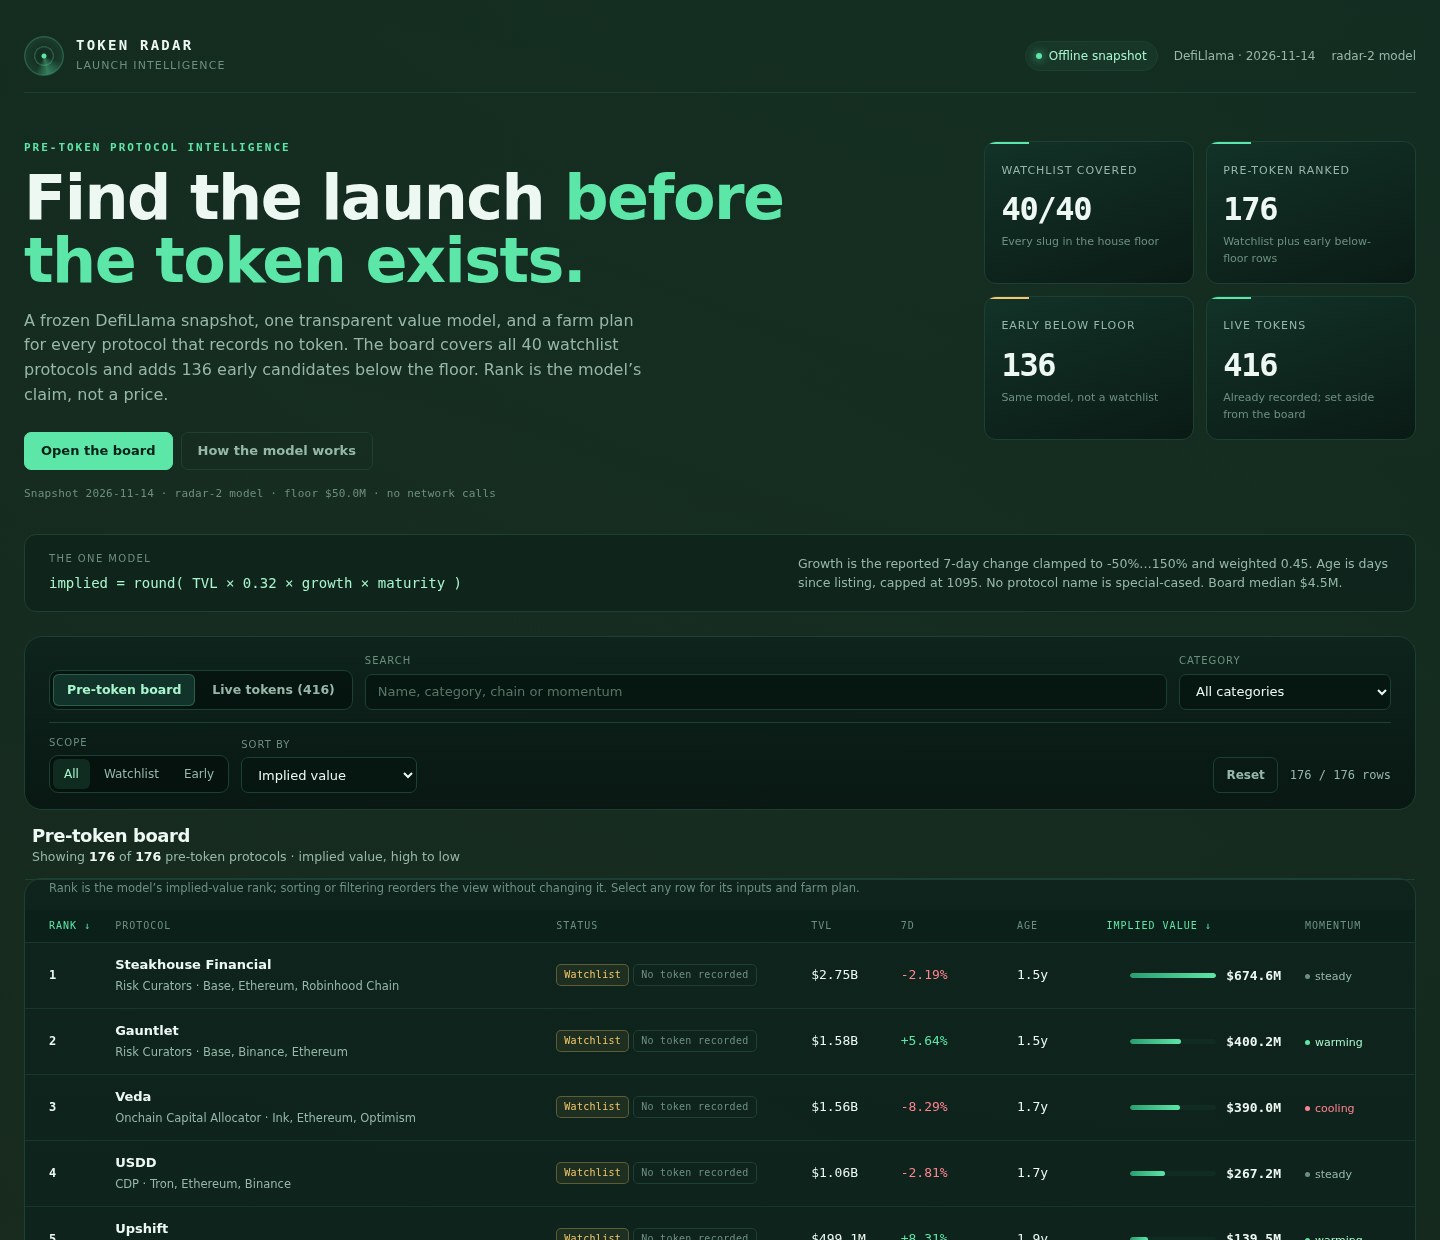 TOKEN RADAR
LAUNCH INTELLIGENCE
Offline snapshot
DefiLlama · 2026-11-14
radar-2 model
PRE-TOKEN PROTOCOL INTELLIGENCE
Find the launch before
the token exists.
A frozen DefiLlama snapshot, one transparent value model, and a farm plan
for every protocol that records no token. The board covers all 40 watchlist
protocols and adds 136 early candidates below the floor. Rank is the model’s
claim, not a price.
Open the board
How the model works
Snapshot 2026-11-14 · radar-2 model · floor $50.0M · no network calls
WATCHLIST COVERED
40/40
Every slug in the house floor
PRE-TOKEN RANKED
176
Watchlist plus early below-
floor rows
EARLY BELOW FLOOR
136
Same model, not a watchlist
LIVE TOKENS
416
Already recorded; set aside
from the board
THE ONE MODEL
implied = round( TVL × 0.32 × growth × maturity )
Growth is the reported 7-day change clamped to -50%…150% and weighted 0.45. Age is days
since listing, capped at 1095. No protocol name is special-cased. Board median $4.5M.
Pre-token board
Live tokens (416)
SEARCH
Name, category, chain or momentum
CATEGORY
All categories
SCOPE
All
Watchlist
Early
SORT BY
Implied value
Reset
176 / 176 rows
Pre-token board
Showing 176 of 176 pre-token protocols · implied value, high to low
Rank is the model’s implied-value rank; sorting or filtering reorders the view without changing it. Select any row for its inputs and farm plan.
RANK ↓ PROTOCOL STATUS TVL 7D AGE IMPLIED VALUE ↓ MOMENTUM
1 Steakhouse Financial Watchlist No token recorded $2.75B -2.19% 1.5y $674.6M steady
Risk Curators · Base, Ethereum, Robinhood Chain
2 Gauntlet Watchlist No token recorded $1.58B +5.64% 1.5y $400.2M warming
Risk Curators · Base, Binance, Ethereum
3 Veda Watchlist No token recorded $1.56B -8.29% 1.7y $390.0M cooling
Onchain Capital Allocator · Ink, Ethereum, Optimism
4 USDD Watchlist No token recorded $1.06B -2.81% 1.7y $267.2M steady
CDP · Tron, Ethereum, Binance
5 Upshift Watchlist No token recorded $499.1M +8.31% 1.9y $139.5M warming